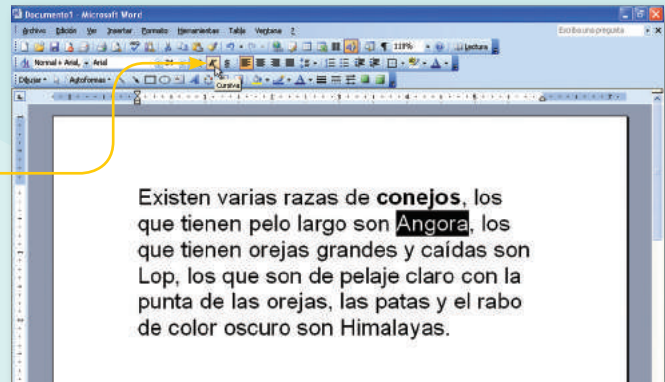 Documento1 - Microsoft Word
Archivo Edición Ver Insertar Formato Herramientas Tabla Ventana ?
Escriba una pregunta
118%
Lectura
Normal + Arial, Arial
Dibujar Autoformas
Cursiva
Existen varias razas de conejos, los
que tienen pelo largo son Angora, los
que tienen orejas grandes y caídas son
Lop, los que son de pelaje claro con la
punta de las orejas, las patas y el rabo
de color oscuro son Himalayas.